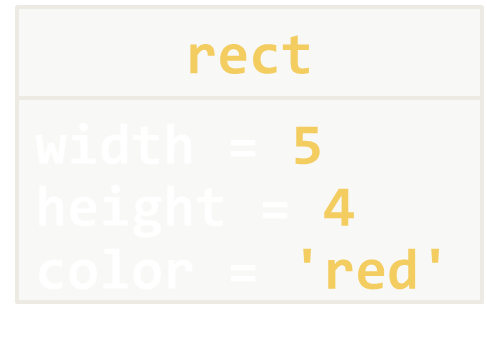 rect
width = 5
height = 4
color = 'red'